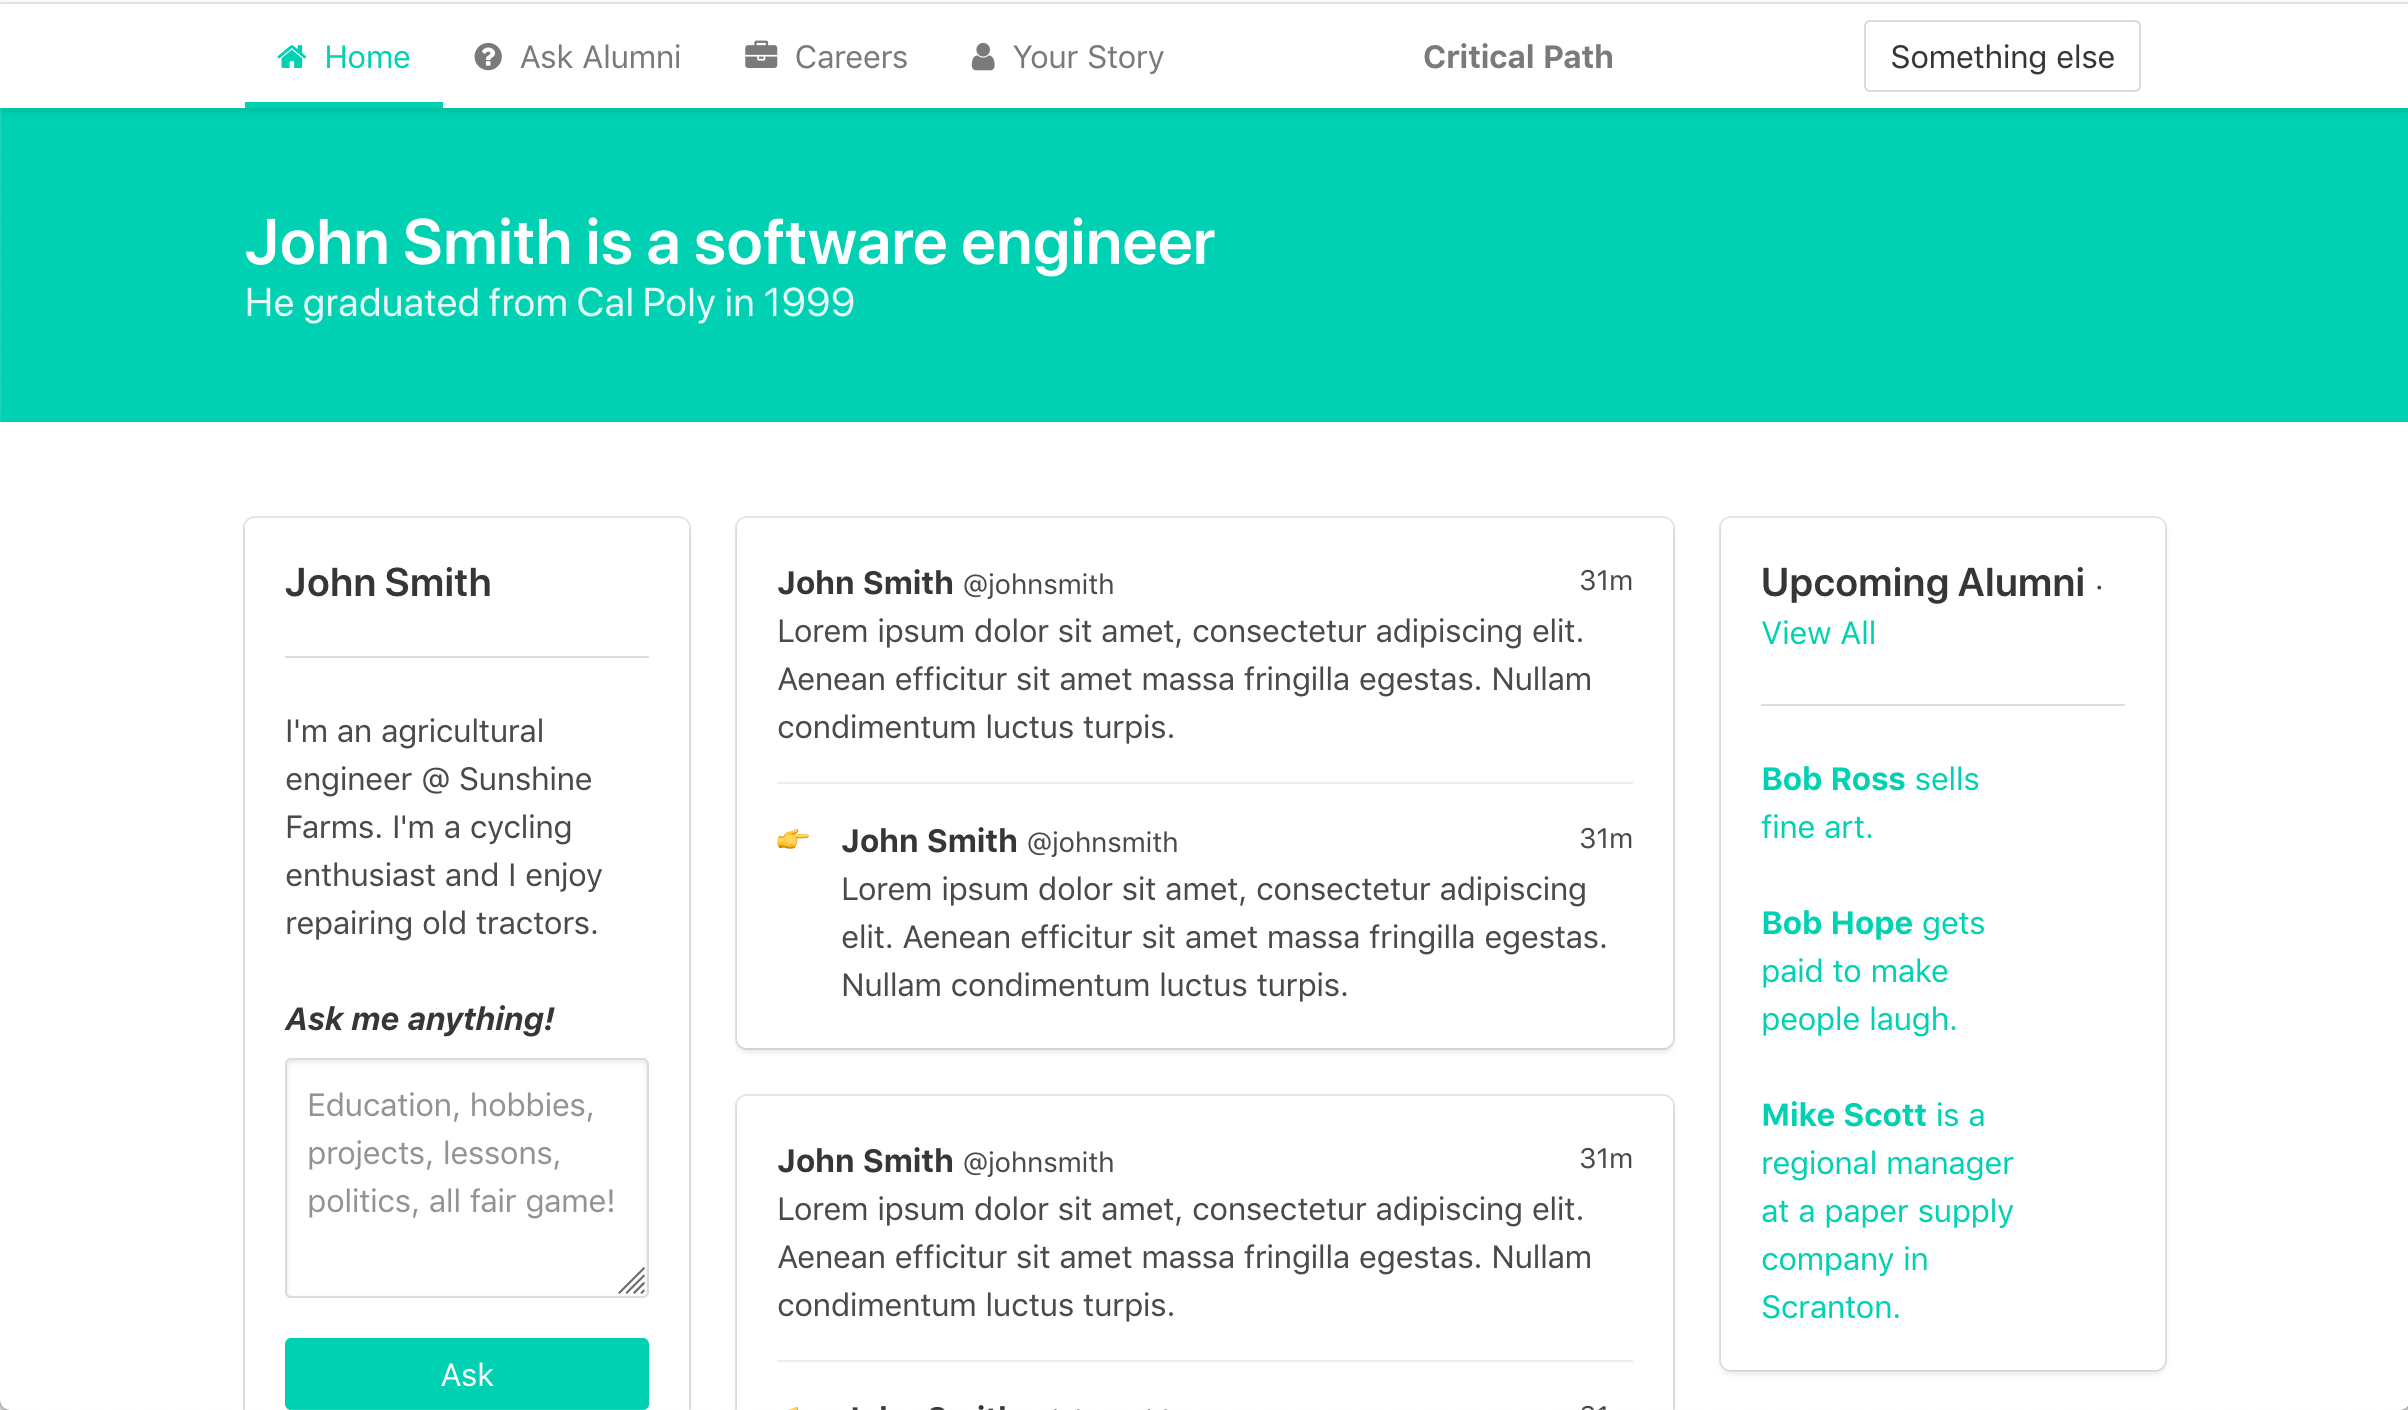 Home Ask Alumni Careers Your Story Critical Path Something else
John Smith is a software engineer
He graduated from Cal Poly in 1999
John Smith
I'm an agricultural
engineer @ Sunshine
Farms. I'm a cycling
enthusiast and I enjoy
repairing old tractors.
Ask me anything!
Education, hobbies,
projects, lessons,
politics, all fair game!
Ask
John Smith @johnsmith 31m
Lorem ipsum dolor sit amet, consectetur adipiscing elit.
Aenean efficitur sit amet massa fringilla egestas. Nullam
condimentum luctus turpis.
John Smith @johnsmith 31m
Lorem ipsum dolor sit amet, consectetur adipiscing
elit. Aenean efficitur sit amet massa fringilla egestas.
Nullam condimentum luctus turpis.
John Smith @johnsmith 31m
Lorem ipsum dolor sit amet, consectetur adipiscing elit.
Aenean efficitur sit amet massa fringilla egestas. Nullam
condimentum luctus turpis.
Upcoming Alumni ·
View All
Bob Ross sells
fine art.
Bob Hope gets
paid to make
people laugh.
Mike Scott is a
regional manager
at a paper supply
company in
Scranton.